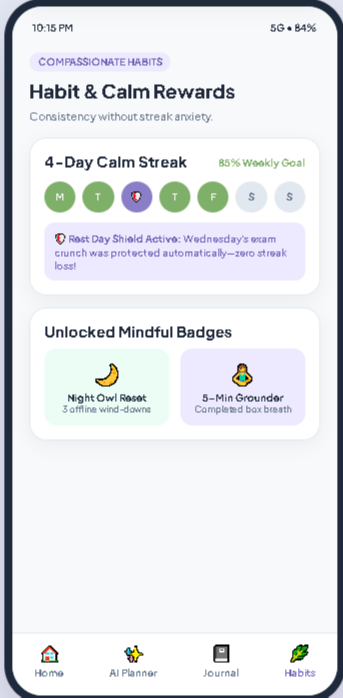 10:15 PM
5G • 84%
COMPASSIONATE HABITS
Habit & Calm Rewards
Consistency without streak anxiety.
4-Day Calm Streak
85% Weekly Goal
M T T F S S
Rest Day Shield Active: Wednesday's exam
crunch was protected automatically—zero streak
loss!
Unlocked Mindful Badges
Night Owl Reset
3 offline wind-downs
5-Min Grounder
Completed box breath
Home
AI Planner
Journal
Habits